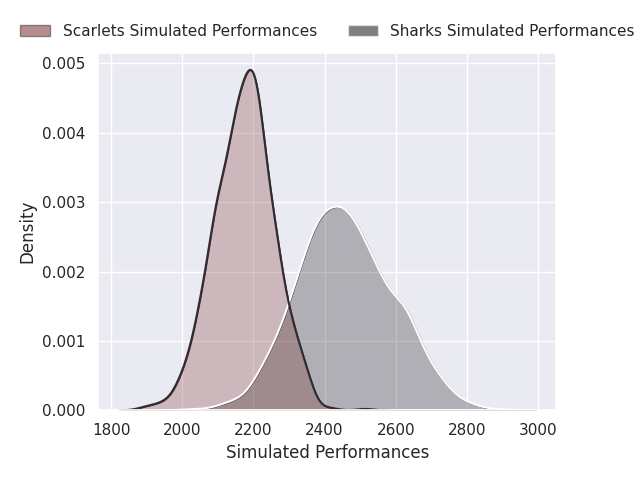 Scarlets Simulated Performances Sharks Simulated Performances
0.005
0.004
0.003
0.002
0.001
0.000
Density
1800 2000 2200 2400 2600 2800 3000
Simulated Performances